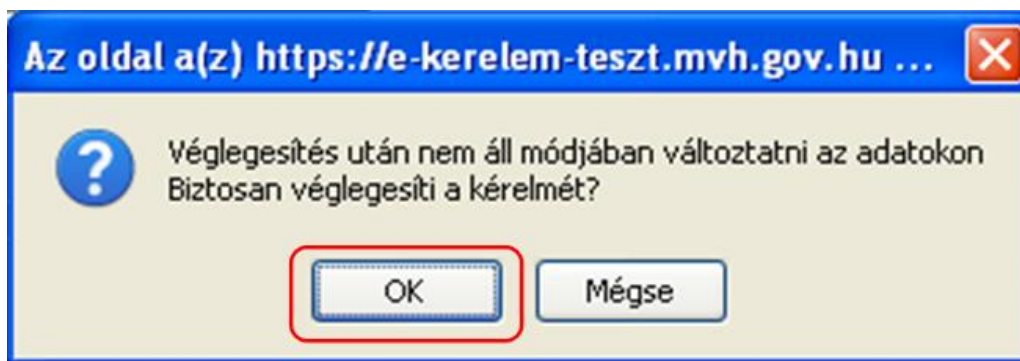 Az oldal a(z) https://e-kerelem-teszt.mvh.gov.hu ...
Véglegesítés után nem áll módjában változtatni az adatokon
Biztosan véglegesíti a kérelmét?
OK
Mégse